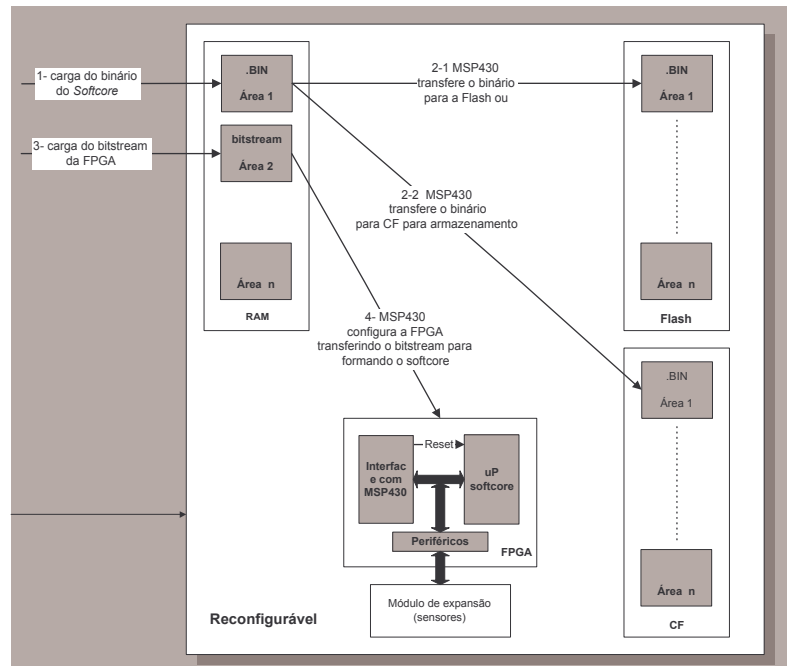 1- carga do binário
do Softcore
3- carga do bitstream
da FPGA
.BIN
Área 1
bitstream
Área 2
Área n
RAM
2-1 MSP430
transfere o binário
para a Flash ou
2-2 MSP430
transfere o binário
para CF para armazenamento
4- MSP430
configura a FPGA
transferindo o bitstream para
formando o softcore
.BIN
Área 1
Área n
Flash
.BIN
Área 1
Área n
CF
Interfac
e com
MSP430
Reset
uP
softcore
Periféricos
FPGA
Módulo de expansão
(sensores)
Reconfigurável